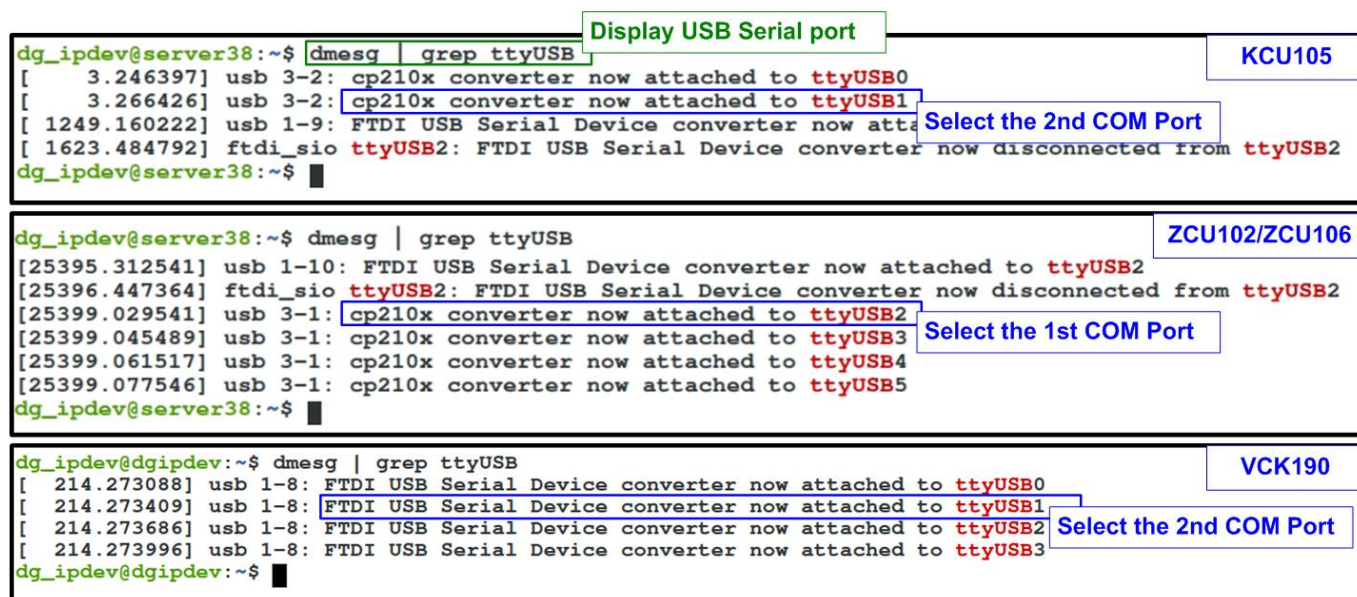 Display USB Serial port
KCU105
dg_ipdev@server38:~$ dmesg | grep ttyUSB
[    3.246397] usb 3-2: cp210x converter now attached to ttyUSB0
[    3.266426] usb 3-2: cp210x converter now attached to ttyUSB1
Select the 2nd COM Port
[ 1249.160222] usb 1-9: FTDI USB Serial Device converter now
[ 1623.484792] ftdi_sio ttyUSB2: FTDI USB Serial Device converter now disconnected from ttyUSB2
dg_ipdev@server38:~$
ZCU102/ZCU106
dg_ipdev@server38:~$ dmesg | grep ttyUSB
[25395.312541] usb 1-10: FTDI USB Serial Device converter now attached to ttyUSB2
[25396.447364] ftdi_sio ttyUSB2: FTDI USB Serial Device converter now disconnected from ttyUSB2
[25399.029541] usb 3-1: cp210x converter now attached to ttyUSB2
Select the 1st COM Port
[25399.045489] usb 3-1: cp210x converter now attached to ttyUSB3
[25399.061517] usb 3-1: cp210x converter now attached to ttyUSB4
[25399.077546] usb 3-1: cp210x converter now attached to ttyUSB5
dg_ipdev@server38:~$
VCK190
dg_ipdev@dgipdev:~$ dmesg | grep ttyUSB
[  214.273088] usb 1-8: FTDI USB Serial Device converter now attached to ttyUSB0
[  214.273409] usb 1-8: FTDI USB Serial Device converter now attached to ttyUSB1
[  214.273686] usb 1-8: FTDI USB Serial Device converter now attached to ttyUSB2
Select the 2nd COM Port
[  214.273996] usb 1-8: FTDI USB Serial Device converter now attached to ttyUSB3
dg_ipdev@dgipdev:~$